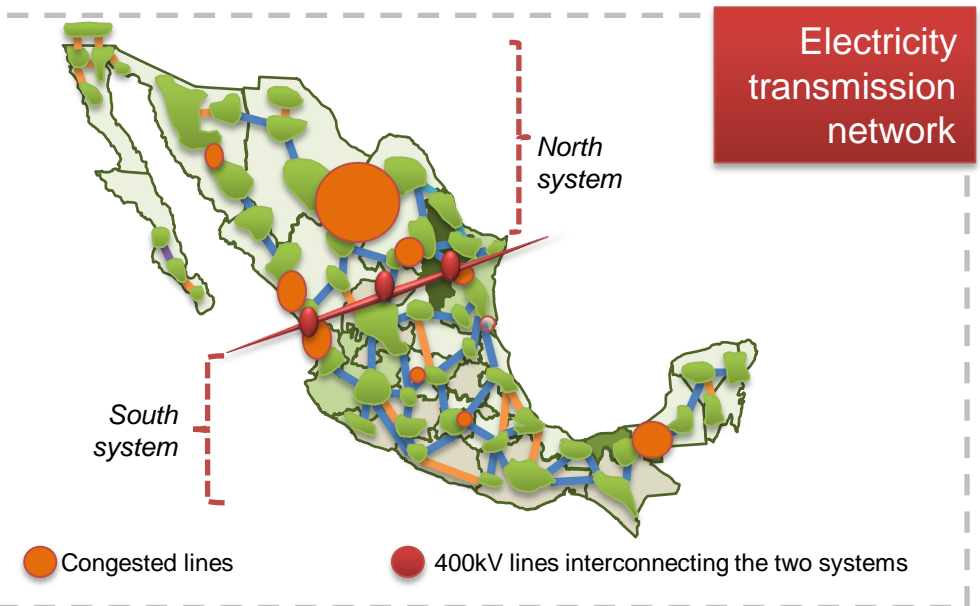 Electricity
transmission
network
North
system
South
system
Congested lines
400kV lines interconnecting the two systems